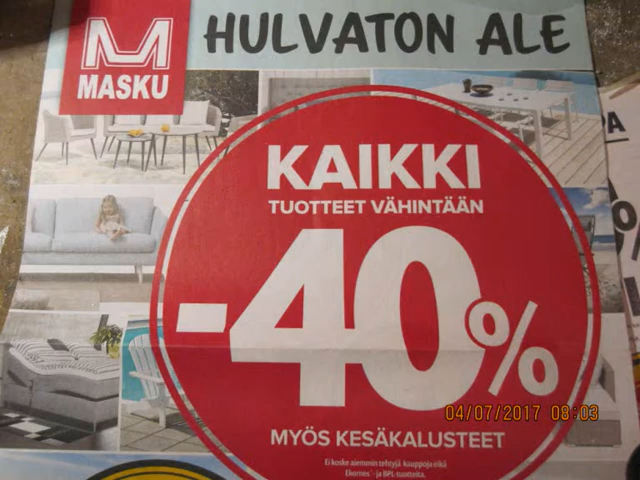 HULVATON ALE
MASKU
KAIKKI
TUOTTEET VÄHINTÄÄN
-40%
MYÖS KESÄKALUSTEET
Ei koske aiemmin tehtyjä kauppoja eikä
Ekornes- ja BPL-tuotteita.
04/07/2017 08:03